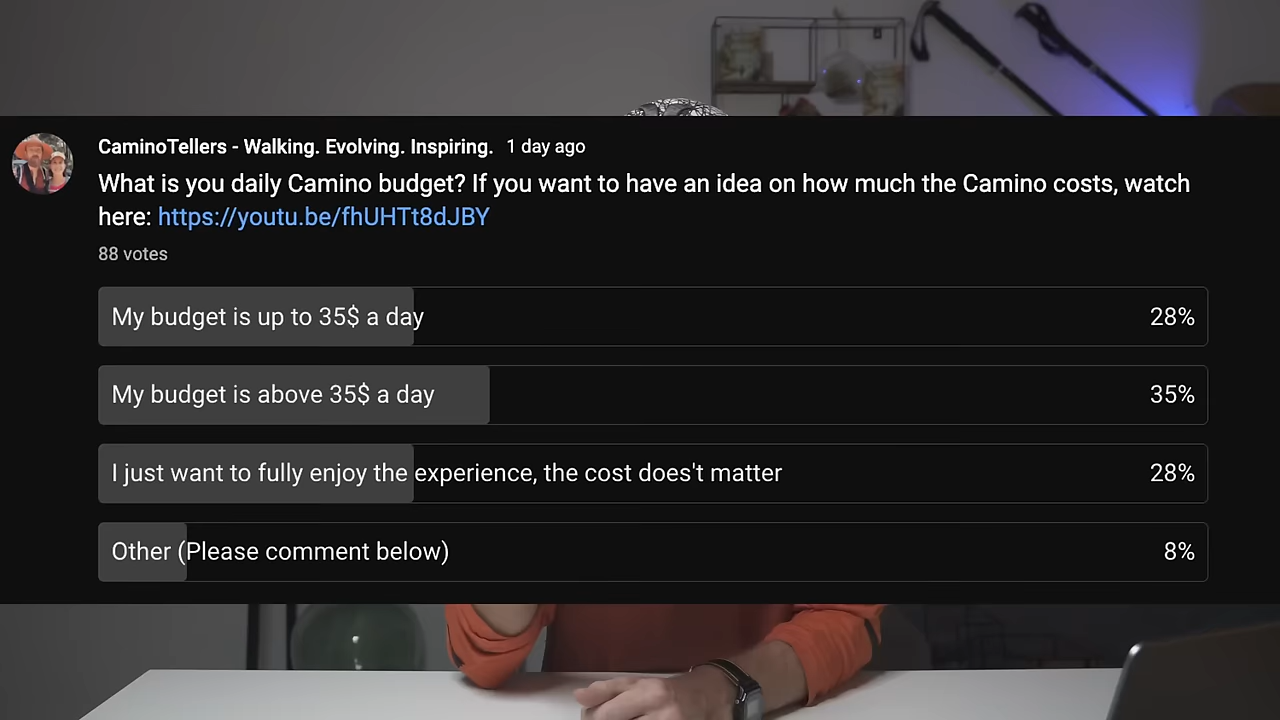 CaminoTellers - Walking. Evolving. Inspiring. 1 day ago
What is you daily Camino budget? If you want to have an idea on how much the Camino costs, watch
here: https://youtu.be/fhUHTt8dJBY
88 votes
My budget is up to 35$ a day 28%
My budget is above 35$ a day 35%
I just want to fully enjoy the experience, the cost does't matter 28%
Other (Please comment below) 8%